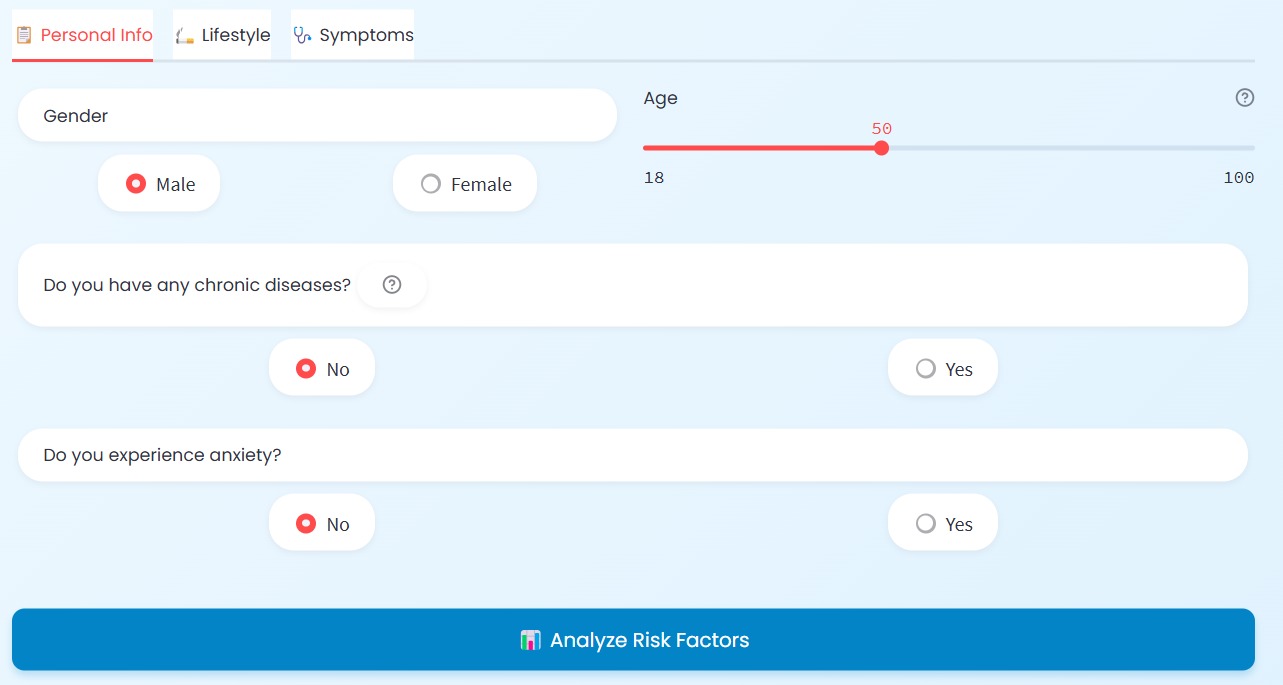 Personal Info Lifestyle Symptoms
Gender
Male Female
Age
50
18 100
Do you have any chronic diseases?
No Yes
Do you experience anxiety?
No Yes
Analyze Risk Factors